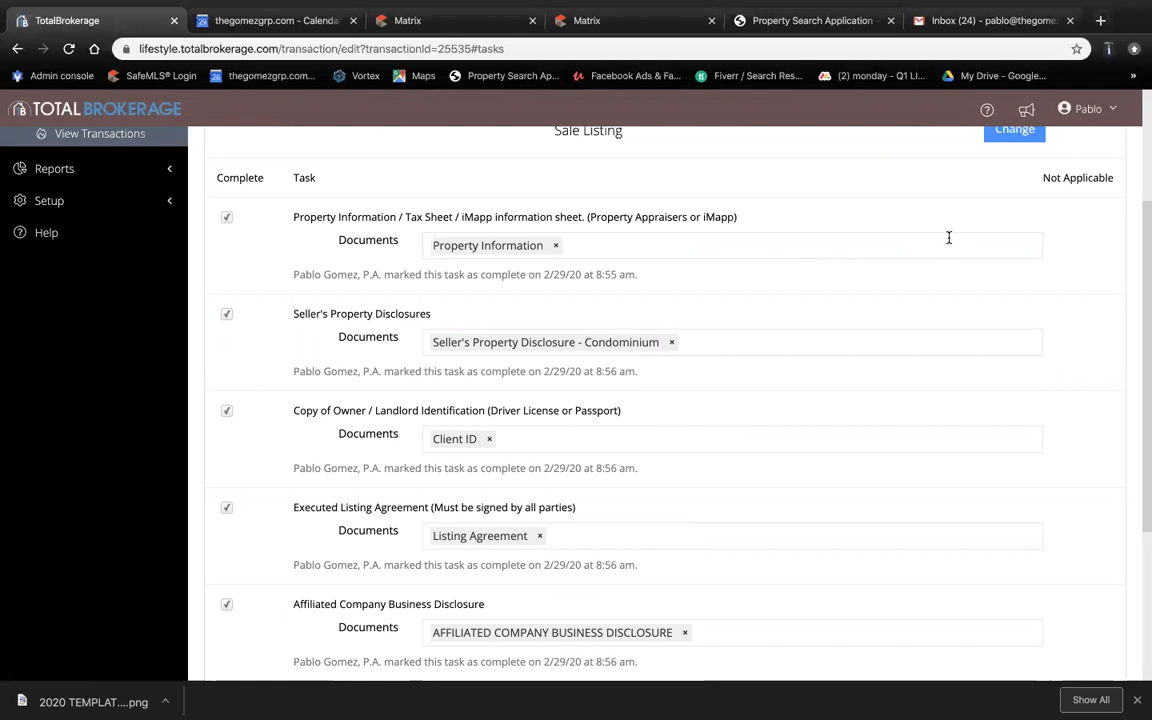 TotalBrokerage
thegomezgrp.com - Calenda
Matrix
Matrix
Property Search Application -
Inbox (24) - pablo@thegome
lifestyle.totalbrokerage.com/transaction/edit?transactionId=25535#tasks
Admin console
SafeMLS® Login
thegomezgrp.com...
Vortex
Maps
Property Search Ap...
Facebook Ads & Fa...
Fiverr / Search Res...
(2) monday - Q1 LI...
My Drive - Google...
»
TOTAL BROKERAGE
Pablo
View Transactions
Reports
Setup
Help
Sale Listing
Change
Complete
Task
Not Applicable
Property Information / Tax Sheet / iMapp information sheet. (Property Appraisers or iMapp)
Documents
Property Information ×
Pablo Gomez, P.A. marked this task as complete on 2/29/20 at 8:55 am.
Seller's Property Disclosures
Documents
Seller's Property Disclosure - Condominium ×
Pablo Gomez, P.A. marked this task as complete on 2/29/20 at 8:56 am.
Copy of Owner / Landlord Identification (Driver License or Passport)
Documents
Client ID ×
Pablo Gomez, P.A. marked this task as complete on 2/29/20 at 8:56 am.
Executed Listing Agreement (Must be signed by all parties)
Documents
Listing Agreement ×
Pablo Gomez, P.A. marked this task as complete on 2/29/20 at 8:56 am.
Affiliated Company Business Disclosure
Documents
AFFILIATED COMPANY BUSINESS DISCLOSURE ×
Pablo Gomez, P.A. marked this task as complete on 2/29/20 at 8:56 am.
2020 TEMPLAT....png
Show All